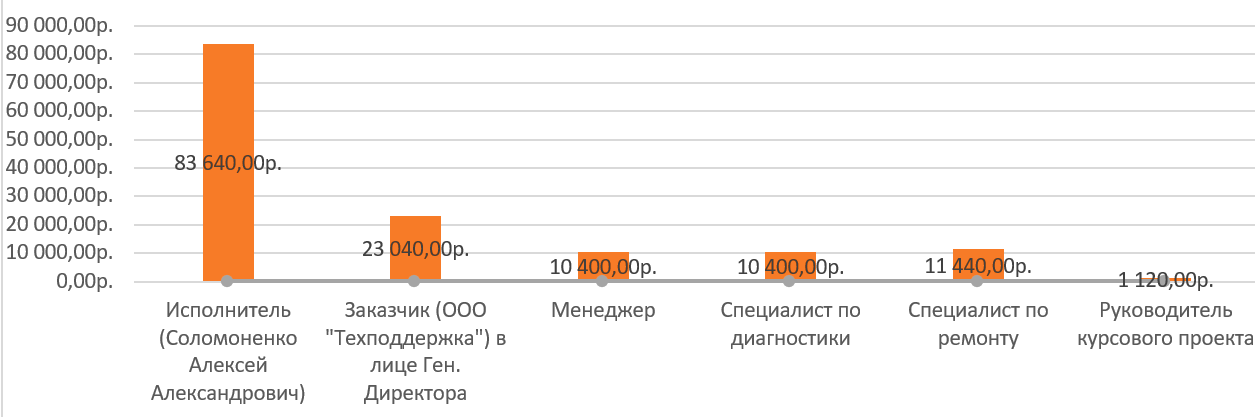 90 000,00р.
80 000,00р.
70 000,00р.
60 000,00р.
50 000,00р.
40 000,00р.
30 000,00р.
20 000,00р.
10 000,00р.
0,00р.
83 640,00р.
23 040,00р.
10 400,00р.
10 400,00р.
11 440,00р.
1 120,00р.
Исполнитель
(Соломоненко
Алексей
Александрович)
Заказчик (ООО
"Техподдержка") в
лице Ген.
Директора
Менеджер
Специалист по
диагностики
Специалист по
ремонту
Руководитель
курсового проекта